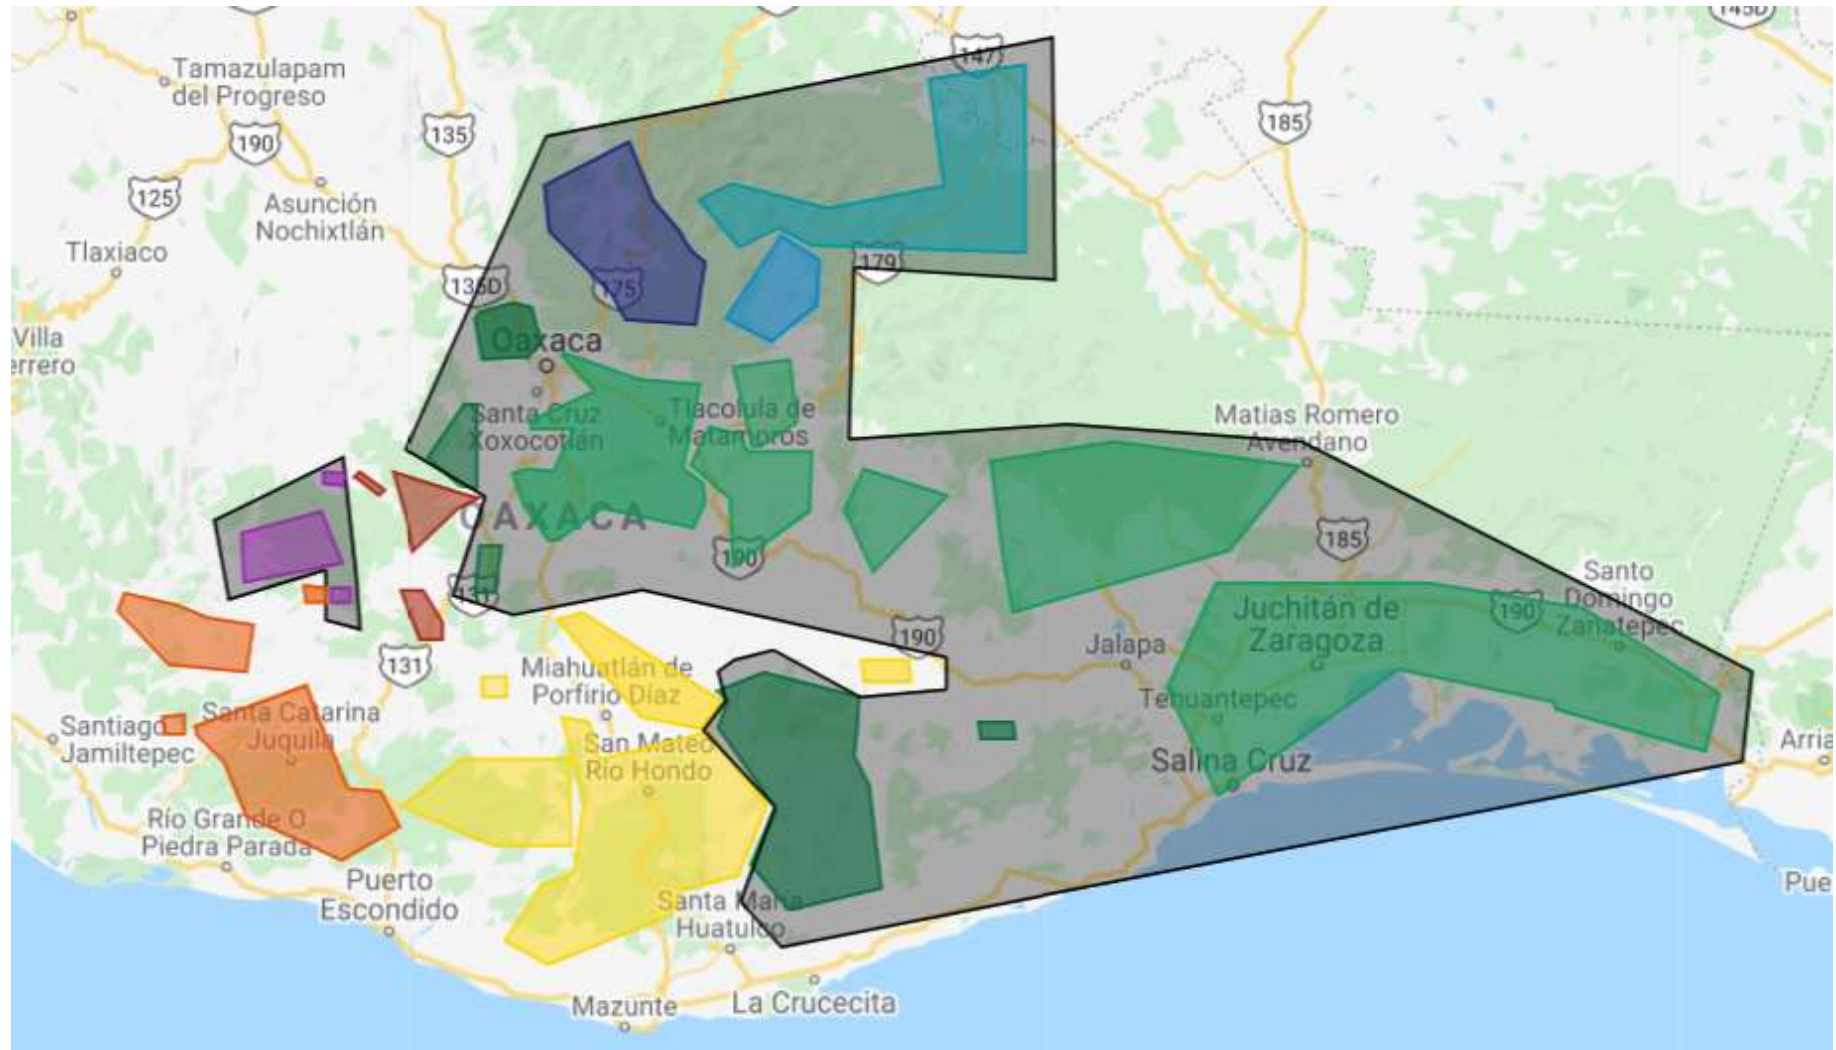 147
145D
Tamazulapam
del Progreso
135
185
190
125
Asunción
Nochixtlán
Tlaxiaco
179
135D
175
Villa
errero
Oaxaca
Santa Cruz
Xoxocotlán
Tlacolula de
Matamoros
Matias Romero
Avendano
OAXACA
185
190
Santo
Domingo
Zanatepec
131
Juchitán de
Zaragoza
190
190
Jalapa
131
Miahuatlán de
Porfirio Díaz
Tehuantepec
Santa Catarina
Juquila
Santiago
Jamiltepec
San Mateo
Río Hondo
Arria
Salina Cruz
Río Grande O
Piedra Parada
Puerto
Escondido
Pue
Santa María
Huatulco
Mazunte
La Crucecita